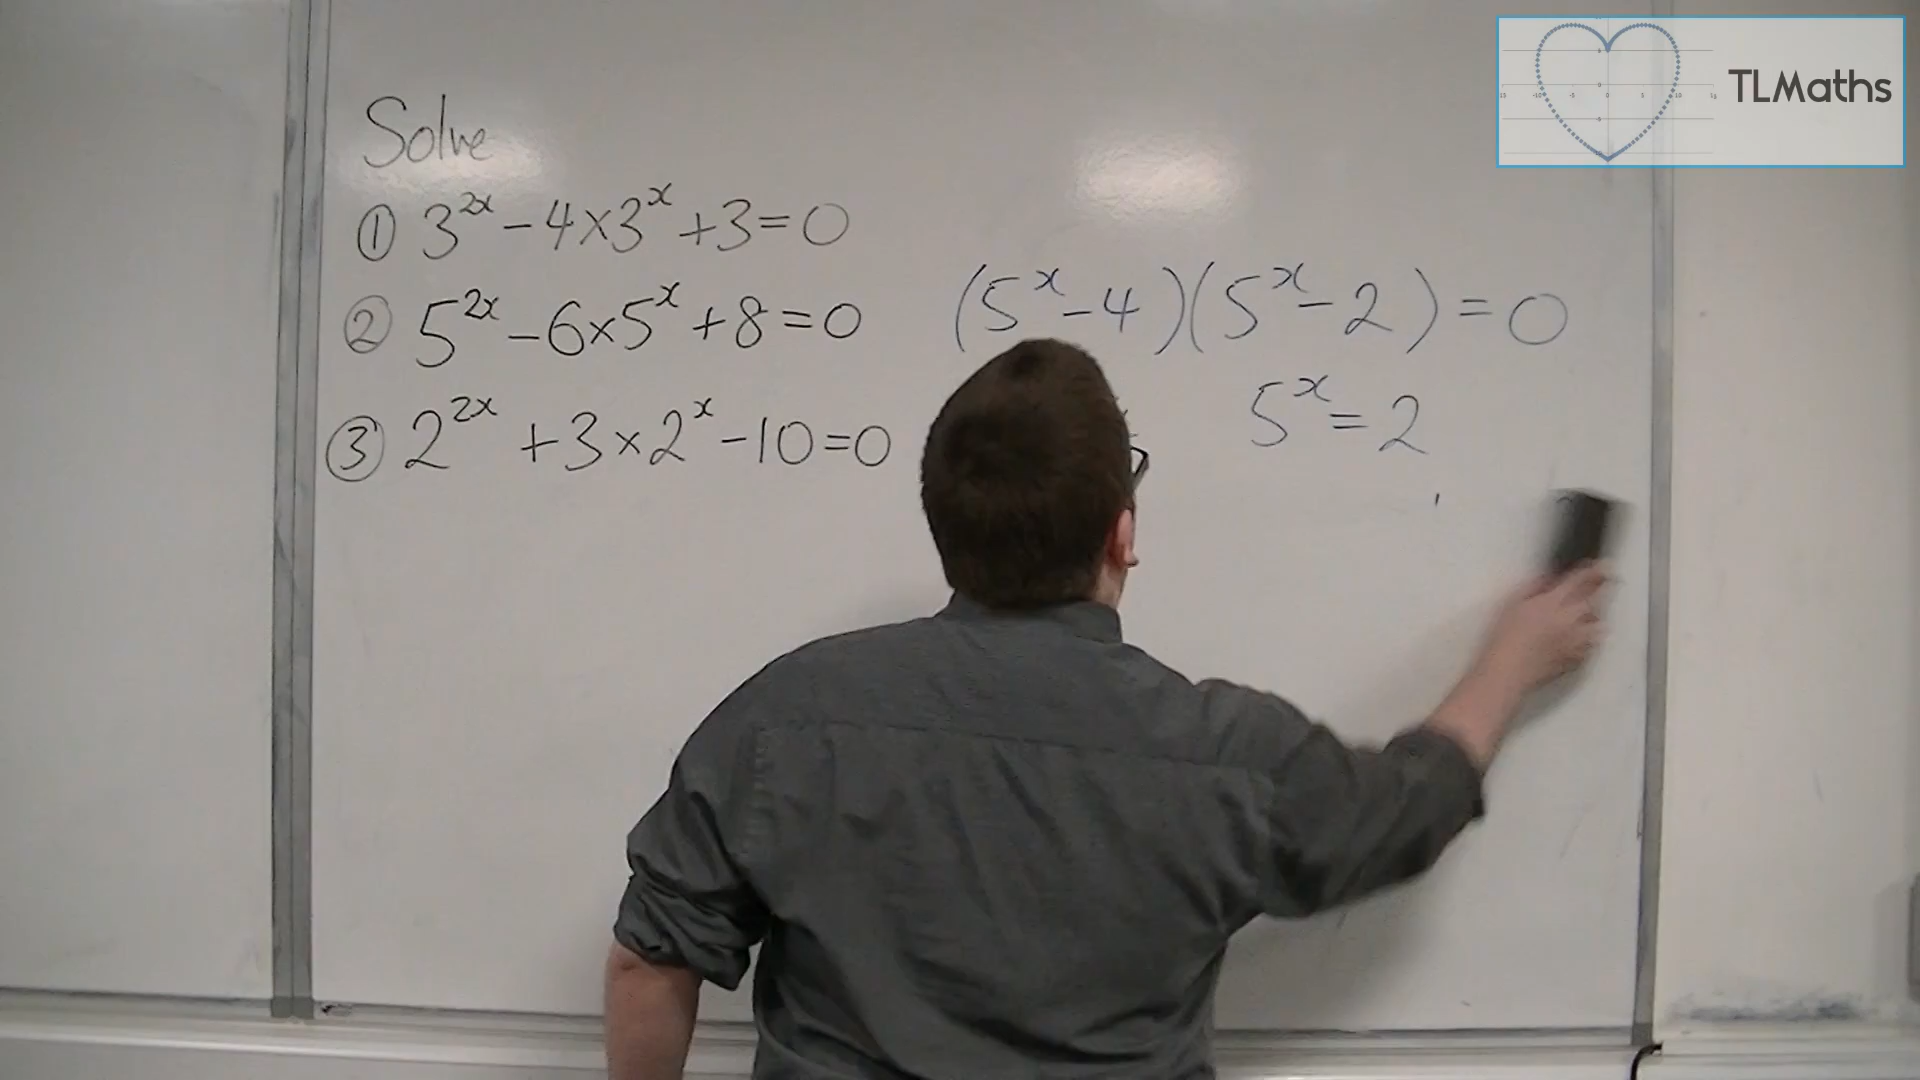 TLMaths
Solve
① 3^{2x} - 4×3^x + 3 = 0
② 5^{2x} - 6×5^x + 8 = 0
(5^x - 4)(5^x - 2) = 0
5^x = 2
③ 2^{2x} + 3×2^x - 10 = 0